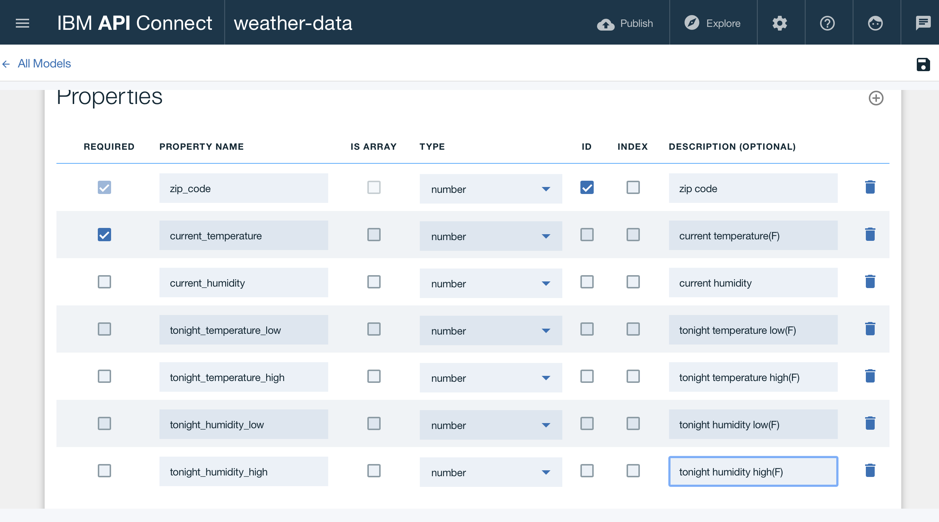 IBM API Connect weather-data Publish Explore
All Models
Properties
REQUIRED PROPERTY NAME IS ARRAY TYPE ID INDEX DESCRIPTION (OPTIONAL)
zip_code number zip code
current_temperature number current temperature(F)
current_humidity number current humidity
tonight_temperature_low number tonight temperature low(F)
tonight_temperature_high number tonight temperature high(F)
tonight_humidity_low number tonight humidity low(F)
tonight_humidity_high number tonight humidity high(F)